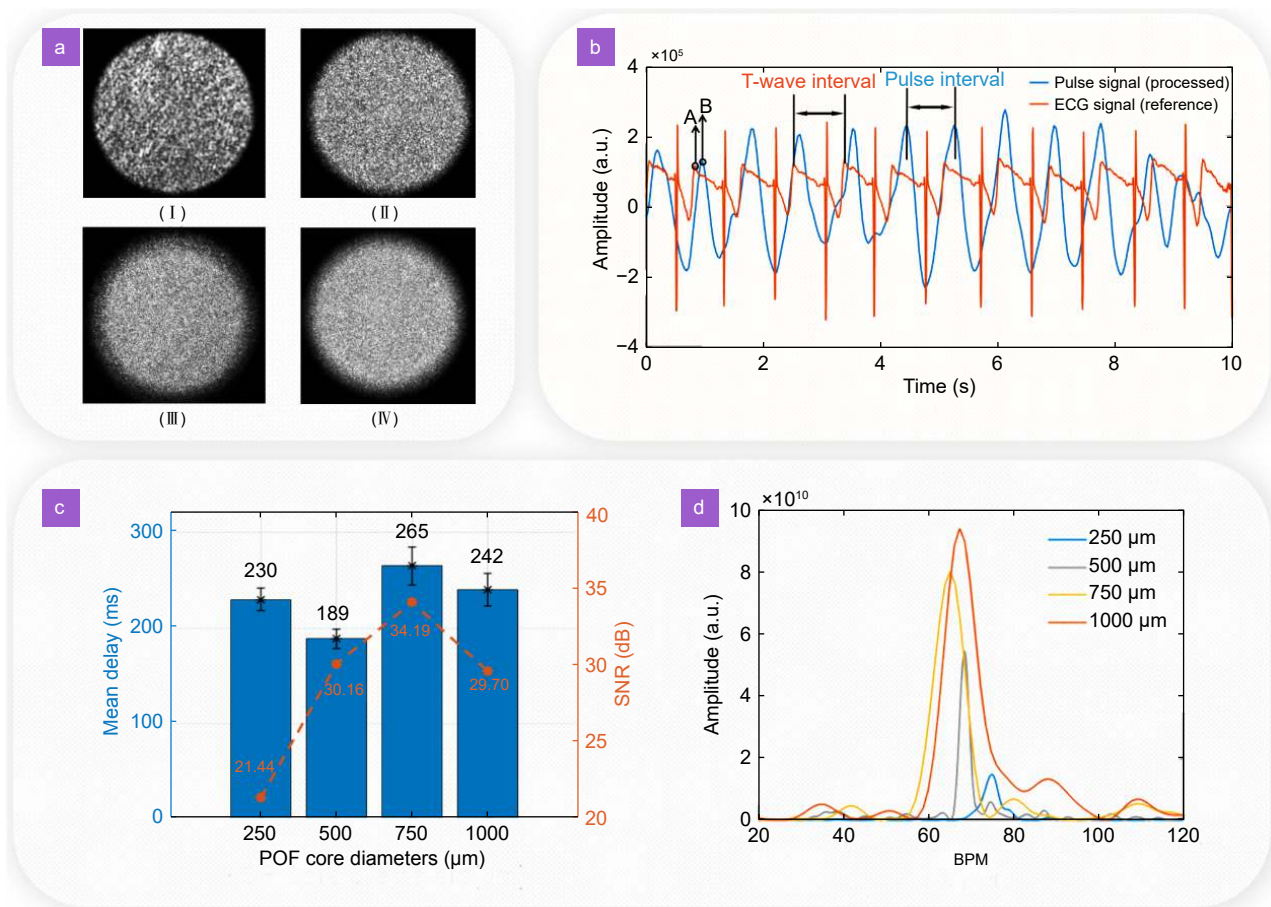 a
(Ⅰ)
(Ⅱ)
(Ⅲ)
(Ⅳ)
b
×10⁵
4
2
0
−2
−4
Amplitude (a.u.)
T-wave interval
Pulse interval
Pulse signal (processed)
ECG signal (reference)
A
B
0
2
4
6
8
10
Time (s)
c
300
200
100
0
Mean delay (ms)
230
189
265
242
21.44
30.16
34.19
29.70
40
35
30
25
20
SNR (dB)
250
500
750
1000
POF core diameters (μm)
d
×10¹⁰
10
8
6
4
2
0
Amplitude (a.u.)
250 μm
500 μm
750 μm
1000 μm
20
40
60
80
100
120
BPM